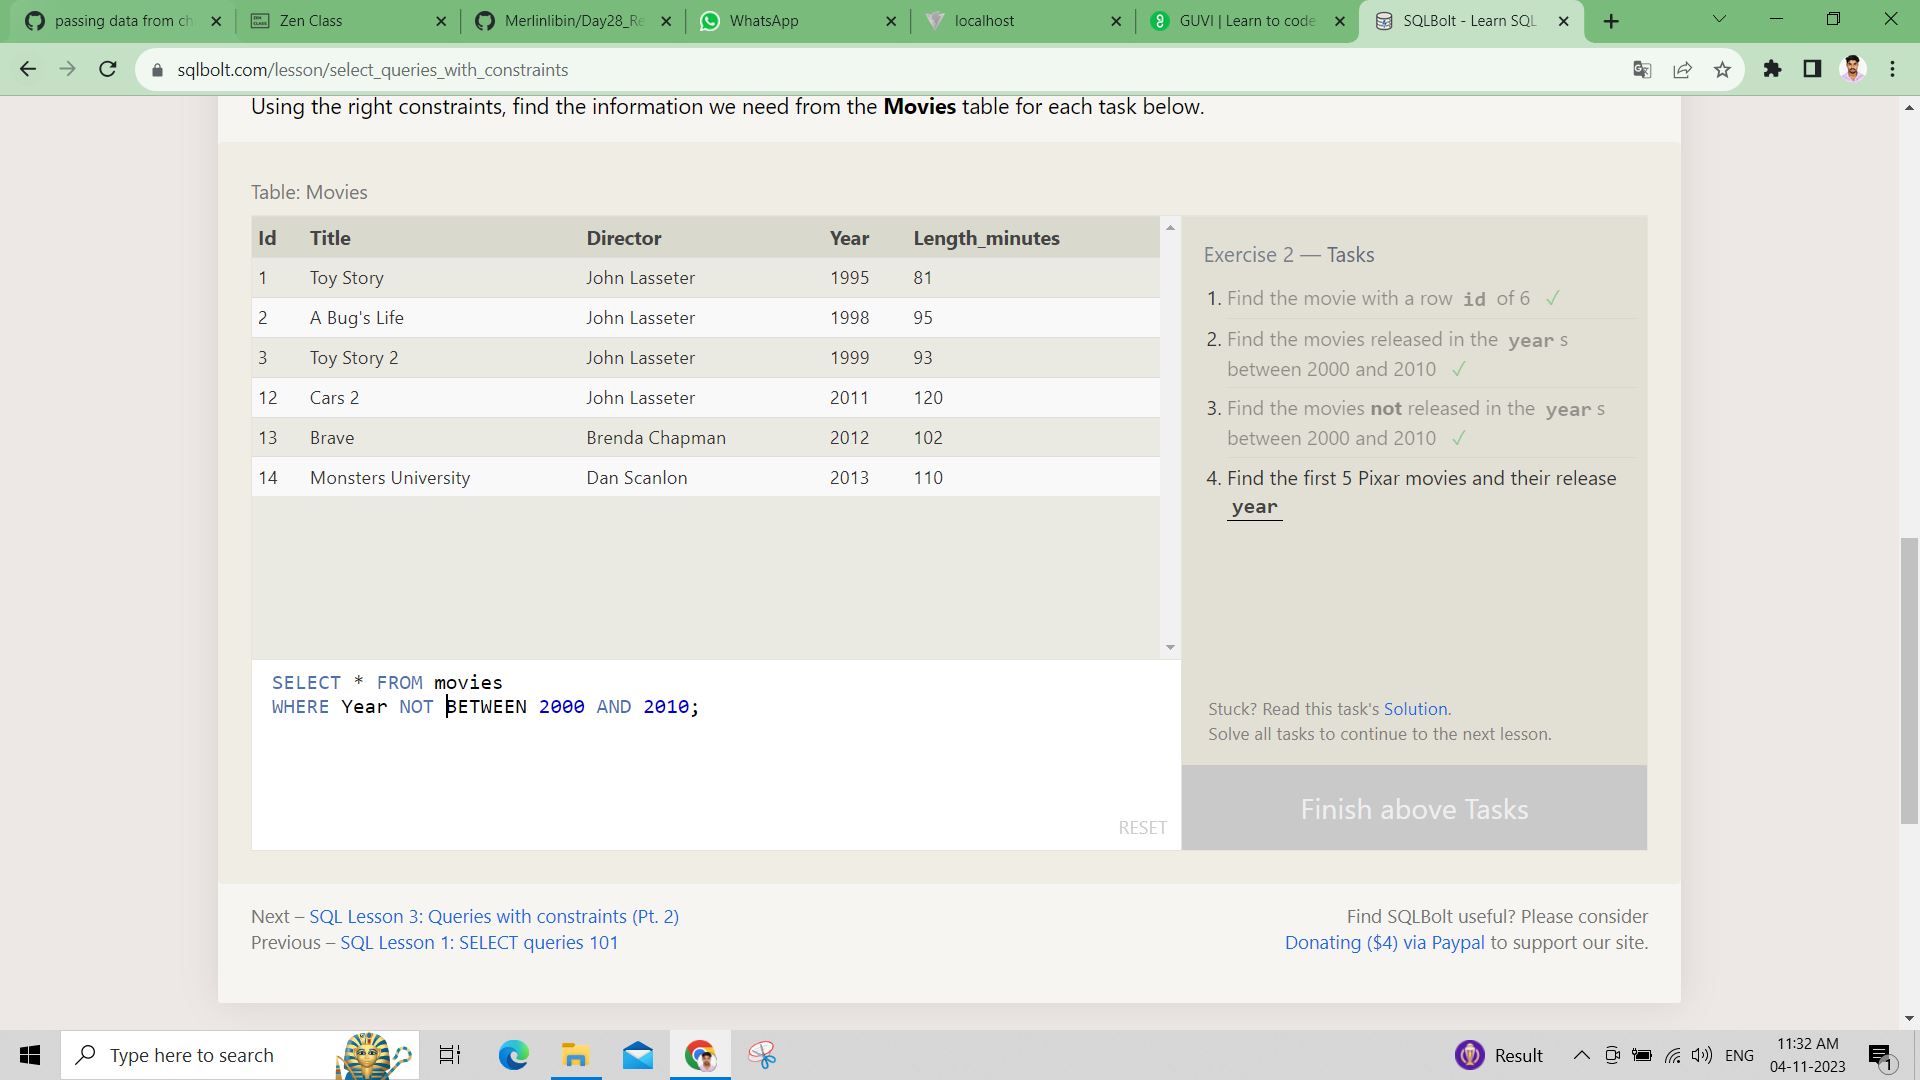 passing data from ch
Zen Class
Merlinlibin/Day28_Re
WhatsApp
localhost
GUVI | Learn to code
SQLBolt - Learn SQL
sqlbolt.com/lesson/select_queries_with_constraints
Using the right constraints, find the information we need from the Movies table for each task below.
Table: Movies
Id Title Director Year Length_minutes
1 Toy Story John Lasseter 1995 81
2 A Bug's Life John Lasseter 1998 95
3 Toy Story 2 John Lasseter 1999 93
12 Cars 2 John Lasseter 2011 120
13 Brave Brenda Chapman 2012 102
14 Monsters University Dan Scanlon 2013 110
SELECT * FROM movies
WHERE Year NOT BETWEEN 2000 AND 2010;
RESET
Exercise 2 — Tasks
1. Find the movie with a row id of 6 ✓
2. Find the movies released in the year s
between 2000 and 2010 ✓
3. Find the movies not released in the year s
between 2000 and 2010 ✓
4. Find the first 5 Pixar movies and their release
year
Stuck? Read this task's Solution.
Solve all tasks to continue to the next lesson.
Finish above Tasks
Next – SQL Lesson 3: Queries with constraints (Pt. 2)
Previous – SQL Lesson 1: SELECT queries 101
Find SQLBolt useful? Please consider
Donating ($4) via Paypal to support our site.
Type here to search
Result
ENG
11:32 AM
04-11-2023
1